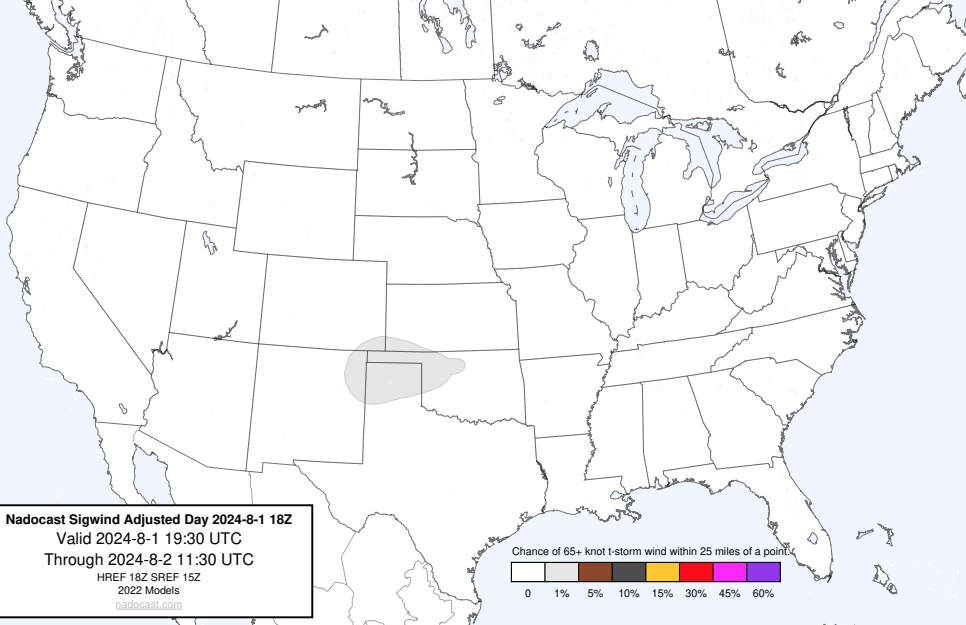 Nadocast Sigwind Adjusted Day 2024-8-1 18Z
Valid 2024-8-1 19:30 UTC
Through 2024-8-2 11:30 UTC
HREF 18Z SREF 15Z
2022 Models
nadocast.com
Chance of 65+ knot t-storm wind within 25 miles of a point.
0 1% 5% 10% 15% 30% 45% 60%